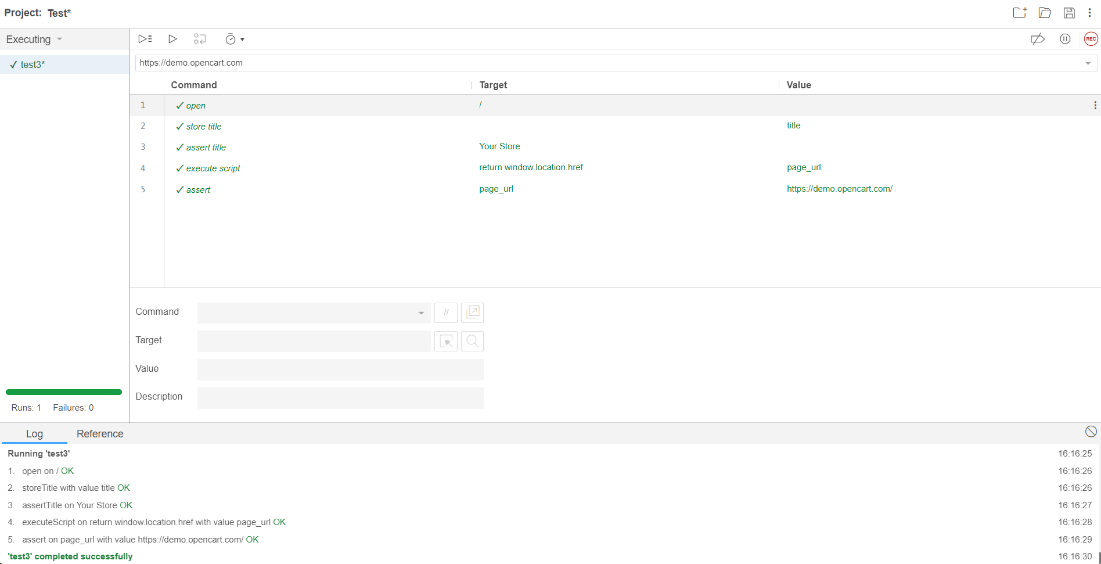 Project: Test*
REC
Executing
✓ test3*
https://demo.opencart.com
Command Target Value
1 ✓ open /
2 ✓ store title title
3 ✓ assert title Your Store
4 ✓ execute script return window.location.href page_url
5 ✓ assert page_url https://demo.opencart.com/
Command //
Target
Value
Description
Runs: 1 Failures: 0
Log Reference
Running 'test3' 16:16:25
1. open on / OK 16:16:26
2. storeTitle with value title OK 16:16:26
3. assertTitle on Your Store OK 16:16:27
4. executeScript on return window.location.href with value page_url OK 16:16:28
5. assert on page_url with value https://demo.opencart.com/ OK 16:16:29
'test3' completed successfully 16:16:30